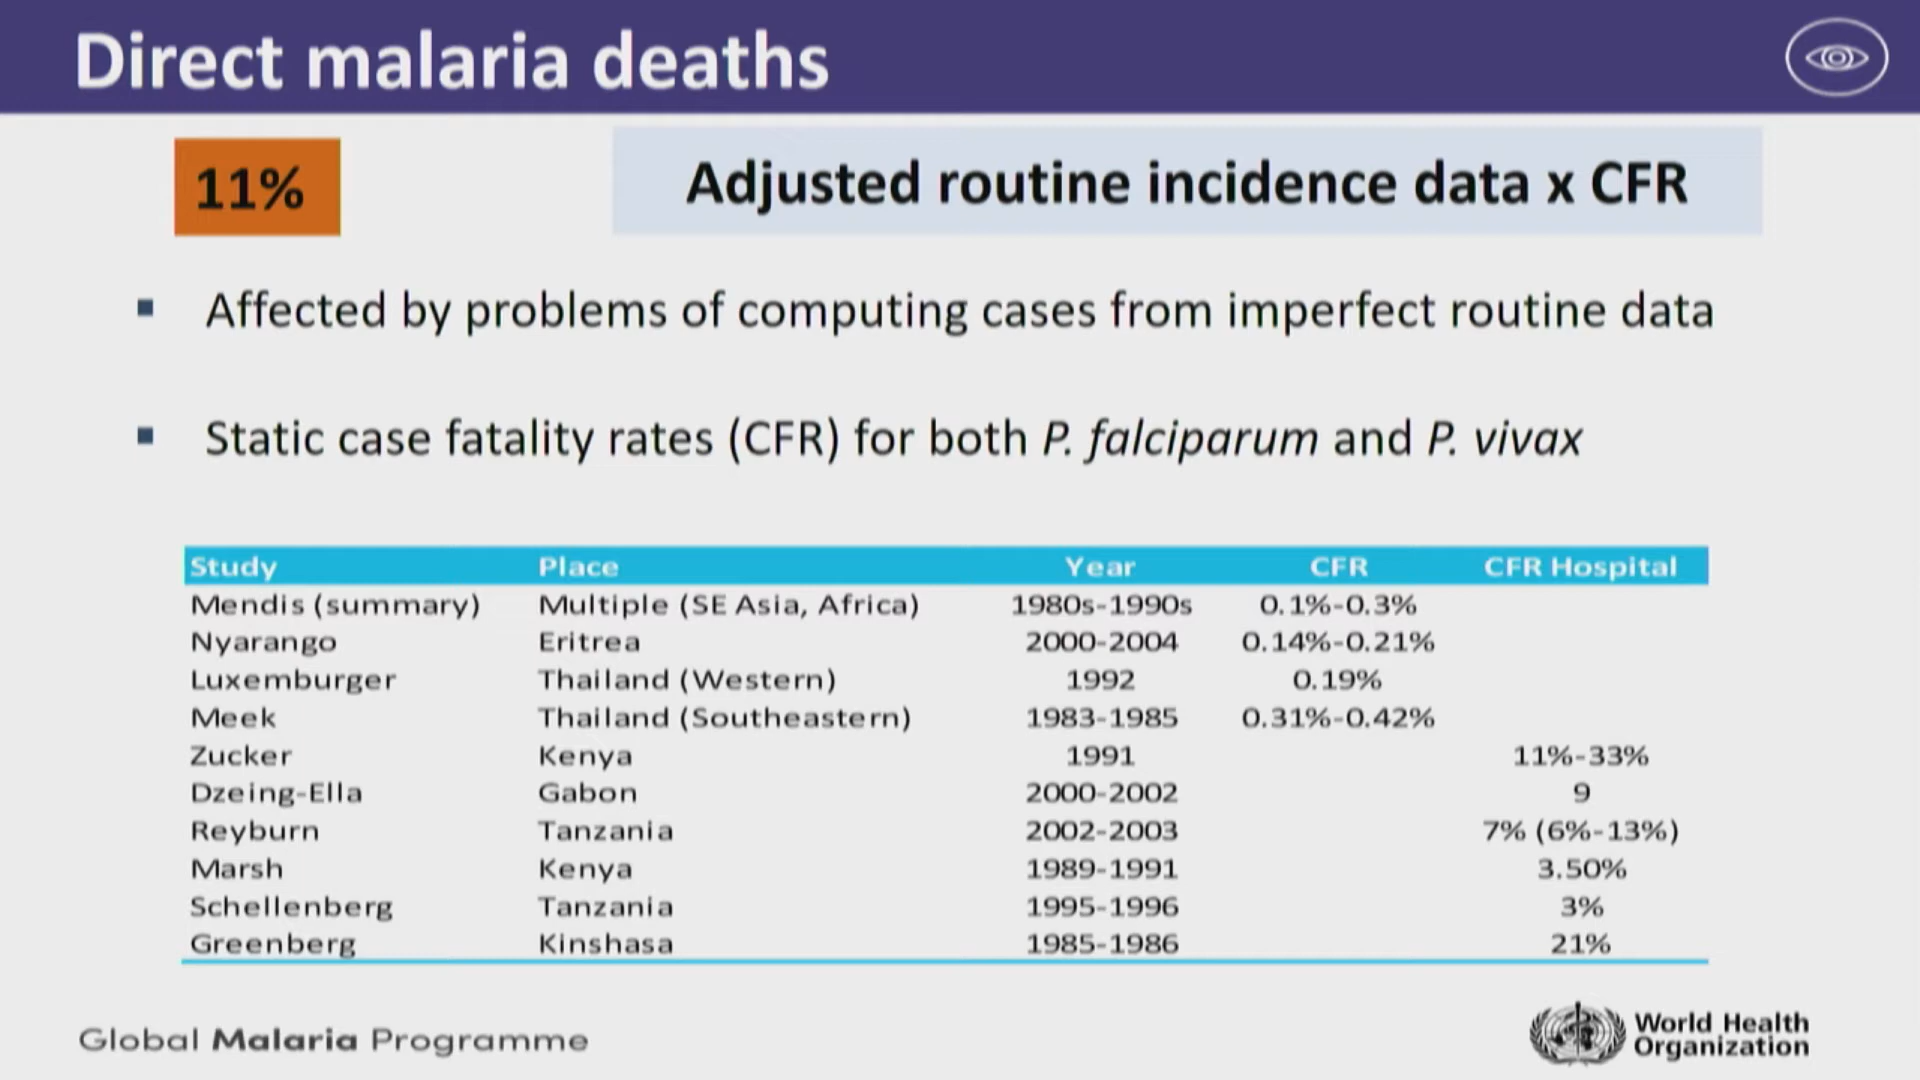 Direct malaria deaths
11%
Adjusted routine incidence data x CFR
▪ Affected by problems of computing cases from imperfect routine data
▪ Static case fatality rates (CFR) for both P. falciparum and P. vivax
Study Place Year CFR CFR Hospital
Mendis (summary) Multiple (SE Asia, Africa) 1980s-1990s 0.1%-0.3%
Nyarango Eritrea 2000-2004 0.14%-0.21%
Luxemburger Thailand (Western) 1992 0.19%
Meek Thailand (Southeastern) 1983-1985 0.31%-0.42%
Zucker Kenya 1991 11%-33%
Dzeing-Ella Gabon 2000-2002 9
Reyburn Tanzania 2002-2003 7% (6%-13%)
Marsh Kenya 1989-1991 3.50%
Schellenberg Tanzania 1995-1996 3%
Greenberg Kinshasa 1985-1986 21%
Global Malaria Programme
World Health
Organization